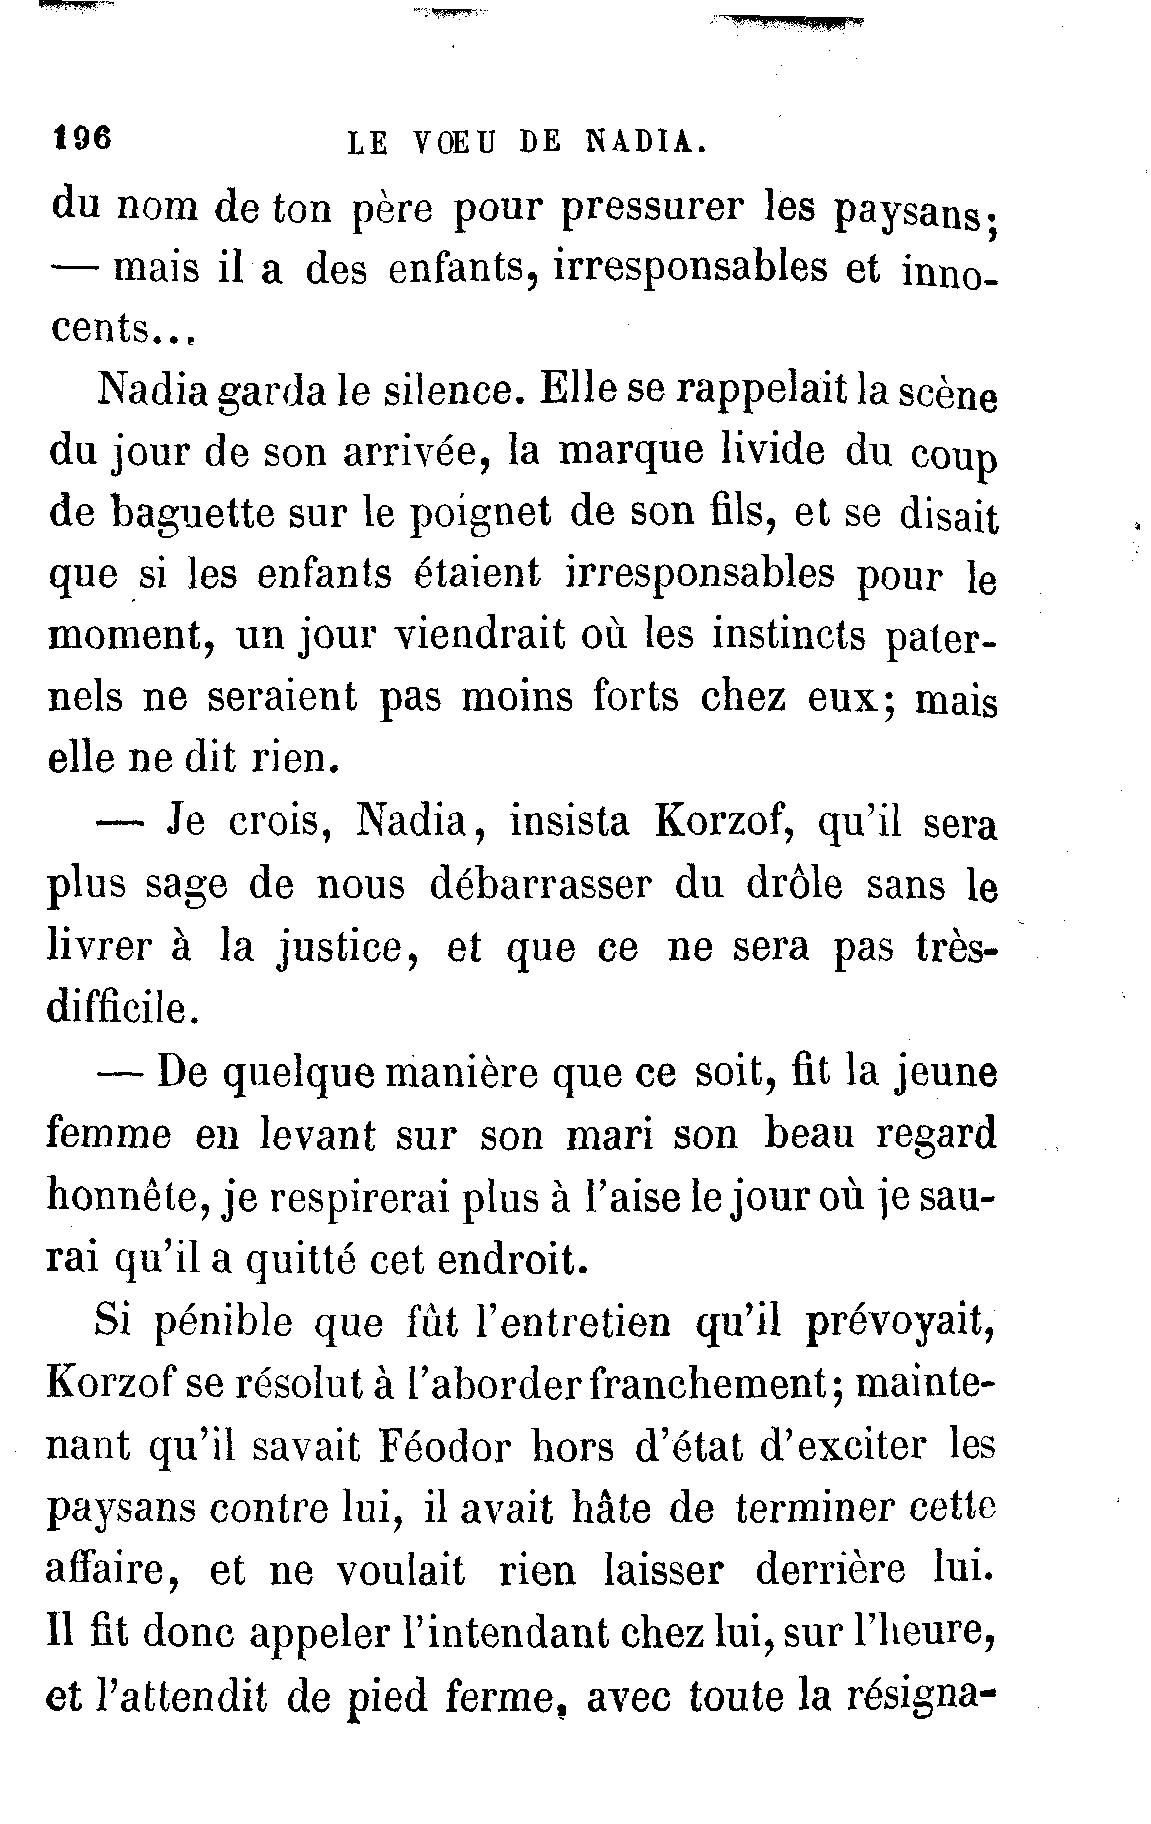 196 LE VŒU DE NADIA.
du nom de ton père pour pressurer les paysans;
— mais il a des enfants, irresponsables et inno-
cents...
Nadia garda le silence. Elle se rappelait la scène
du jour de son arrivée, la marque livide du coup
de baguette sur le poignet de son fils, et se disait
que si les enfants étaient irresponsables pour le
moment, un jour viendrait où les instincts pater-
nels ne seraient pas moins forts chez eux; mais
elle ne dit rien.
— Je crois, Nadia, insista Korzof, qu'il sera
plus sage de nous débarrasser du drôle sans le
livrer à la justice, et que ce ne sera pas très-
difficile.
— De quelque manière que ce soit, fit la jeune
femme en levant sur son mari son beau regard
honnête, je respirerai plus à l'aise le jour où je sau-
rai qu'il a quitté cet endroit.
Si pénible que fût l'entretien qu'il prévoyait,
Korzof se résolut à l'aborder franchement; mainte-
nant qu'il savait Féodor hors d'état d'exciter les
paysans contre lui, il avait hâte de terminer cette
affaire, et ne voulait rien laisser derrière lui.
Il fit donc appeler l'intendant chez lui, sur l'heure,
et l'attendit de pied ferme, avec toute la résigna-